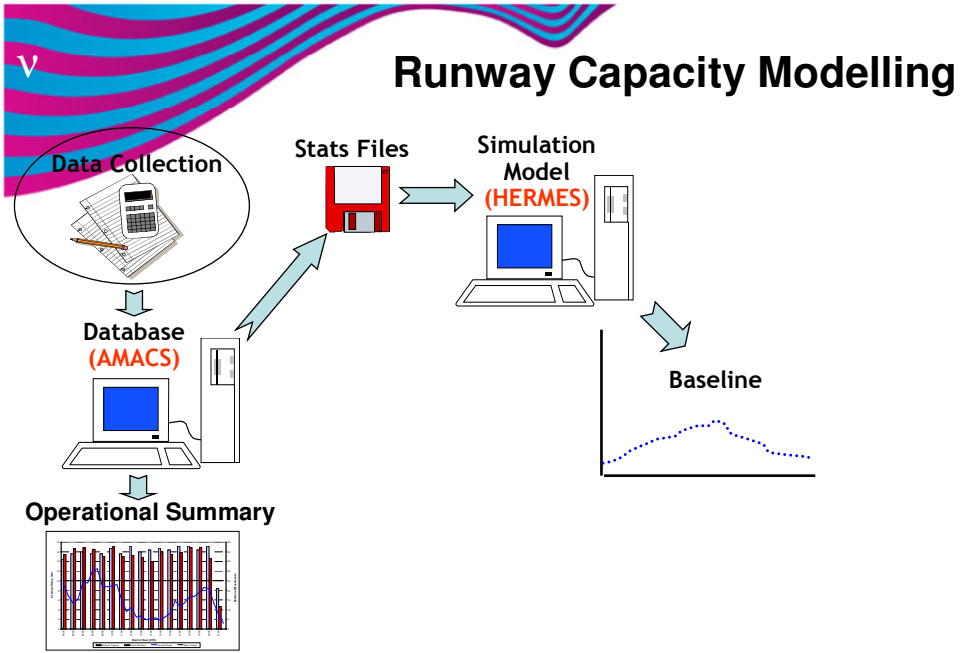 ν
Runway Capacity Modelling
Data Collection
Stats Files
Simulation
Model
(HERMES)
Database
(AMACS)
Baseline
Operational Summary